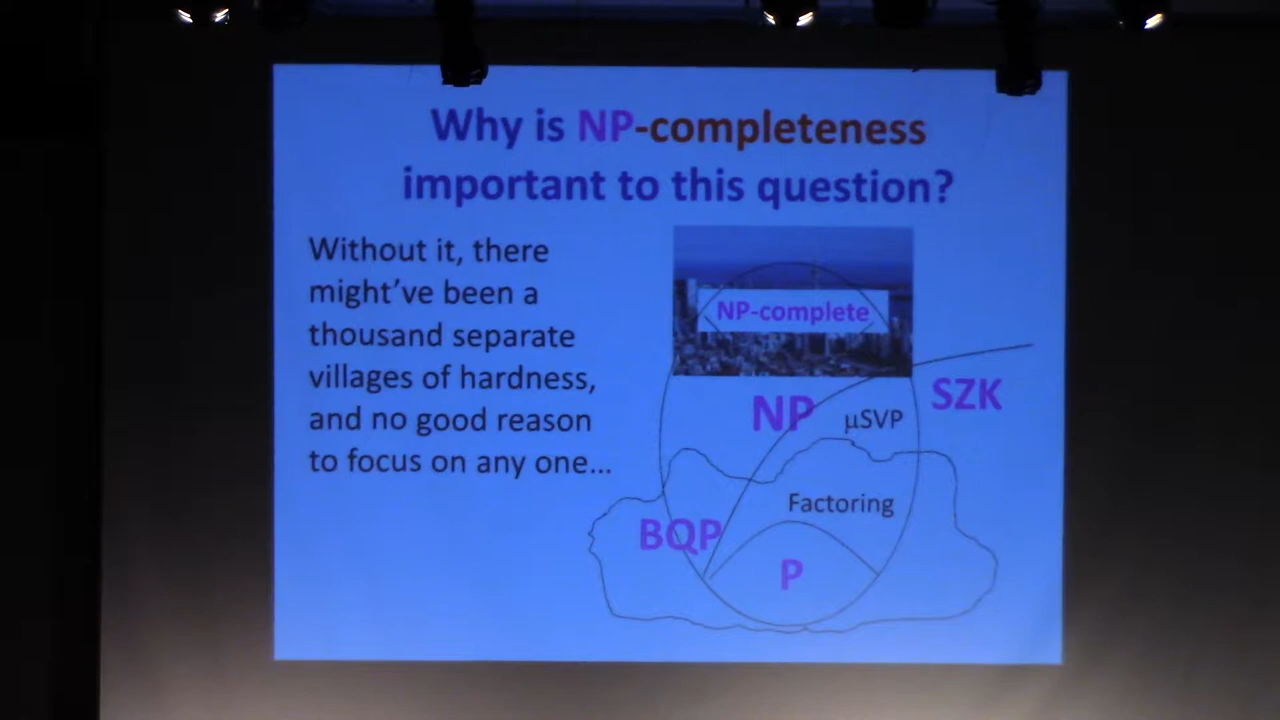 Why is NP-completeness
important to this question?
Without it, there
might've been a
thousand separate
villages of hardness,
and no good reason
to focus on any one…
NP-complete
NP
μSVP
SZK
Factoring
BQP
P